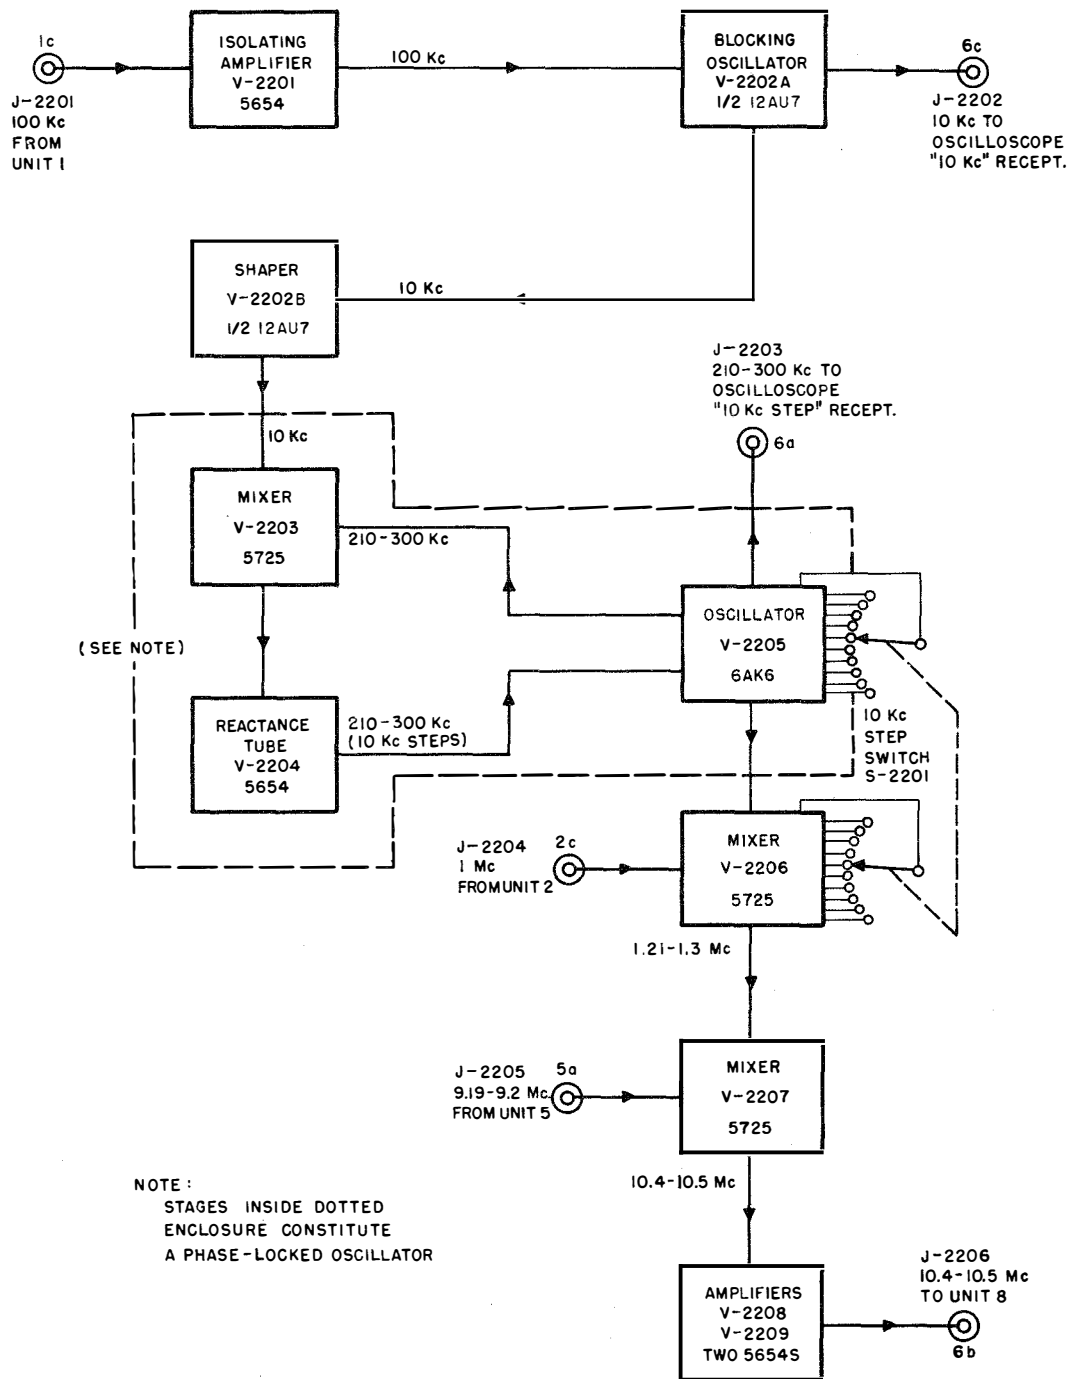 1c
J-2201
100 Kc
FROM
UNIT 1
ISOLATING
AMPLIFIER
V-2201
5654
100 Kc
BLOCKING
OSCILLATOR
V-2202A
1/2 12AU7
6c
J-2202
10 Kc TO
OSCILLOSCOPE
"10 Kc" RECEPT.
SHAPER
V-2202B
1/2 12AU7
10 Kc
J-2203
210-300 Kc TO
OSCILLOSCOPE
"10 Kc STEP" RECEPT.
6a
10 Kc
MIXER
V-2203
5725
210-300 Kc
(SEE NOTE)
OSCILLATOR
V-2205
6AK6
REACTANCE
TUBE
V-2204
5654
210-300 Kc
(10 Kc STEPS)
10 Kc
STEP
SWITCH
S-2201
J-2204
1 Mc
FROM UNIT 2
2c
MIXER
V-2206
5725
1.21-1.3 Mc
J-2205
9.19-9.2 Mc
FROM UNIT 5
5a
MIXER
V-2207
5725
10.4-10.5 Mc
NOTE:
STAGES INSIDE DOTTED
ENCLOSURE CONSTITUTE
A PHASE-LOCKED OSCILLATOR
AMPLIFIERS
V-2208
V-2209
TWO 5654S
J-2206
10.4-10.5 Mc
TO UNIT 8
6b